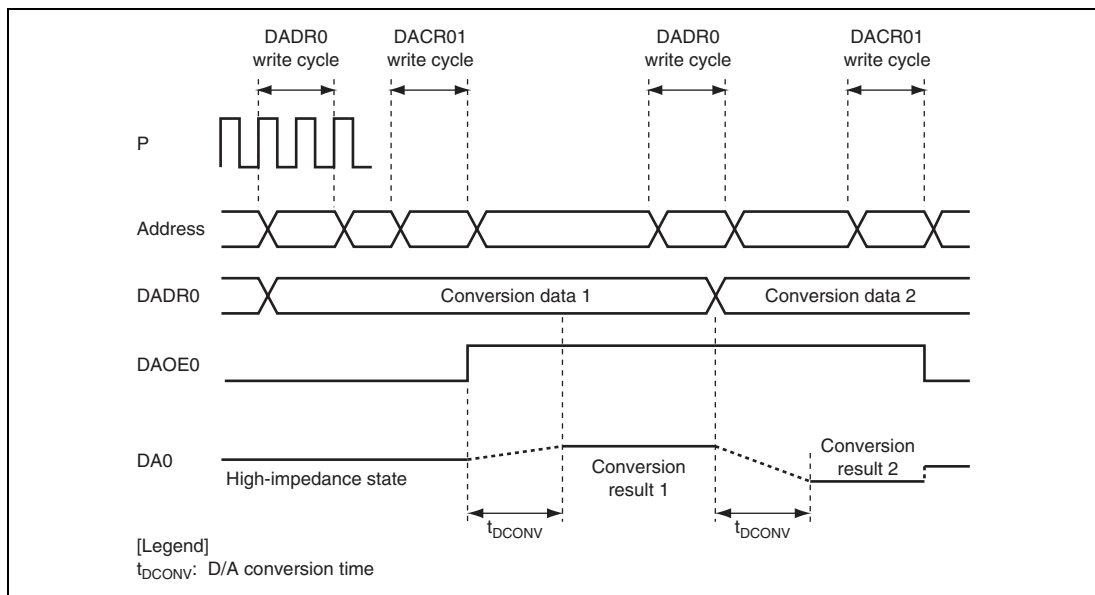 DADR0
write cycle
DACR01
write cycle
DADR0
write cycle
DACR01
write cycle
P
Address
DADR0
Conversion data 1
Conversion data 2
DAOE0
DA0
High-impedance state
Conversion
result 1
Conversion
result 2
tDCONV
tDCONV
[Legend]
tDCONV: D/A conversion time